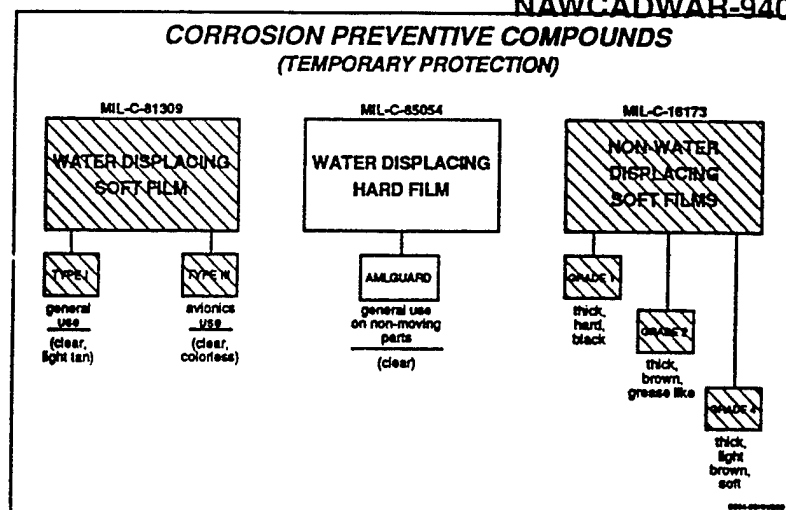 NAWCADWAR-940
CORROSION PREVENTIVE COMPOUNDS
(TEMPORARY PROTECTION)
MIL-C-81309
WATER DISPLACING
SOFT FILM
TYPE I
general
use
(clear,
light tan)
TYPE III
avionics
use
(clear,
colorless)
MIL-C-85054
WATER DISPLACING
HARD FILM
AMLGUARD
general use
on non-moving
parts
(clear)
MIL-C-16173
NON-WATER
DISPLACING
SOFT FILMS
GRADE 1
thick,
hard,
black
GRADE 2
thick,
brown,
grease like
GRADE 4
thick,
light
brown,
soft